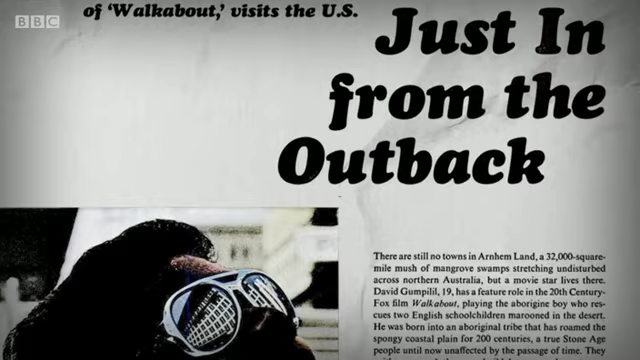 BBC
of 'Walkabout,' visits the U.S.
Just In
from the
Outback
There are still no towns in Arnhem Land, a 32,000-square-
mile mush of mangrove swamps stretching undisturbed
across northern Australia, but a movie star lives there.
David Gumpilil, 19, has a feature role in the 20th Century-
Fox film Walkabout, playing the aborigine boy who res-
cues two English schoolchildren marooned in the desert.
He was born into an aboriginal tribe that has roamed the
spongy coastal plain for 200 centuries, a true Stone Age
people until now unaffected by the passage of time. They